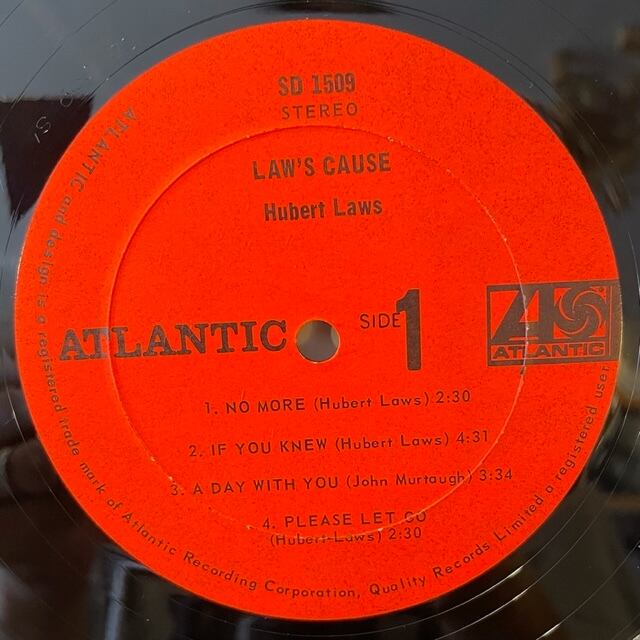 SD 1509
STEREO
LAW'S CAUSE
Hubert Laws
ATLANTIC
SIDE 1
ATLANTIC
1. NO MORE (Hubert Laws) 2:30
2. IF YOU KNEW (Hubert Laws) 4:31
3. A DAY WITH YOU (John Murtaugh) 3:34
4. PLEASE LET GO
(Hubert Laws) 2:30
ATLANTIC and design is a registered trade mark of Atlantic Recording Corporation, Quality Records Limited a registered user